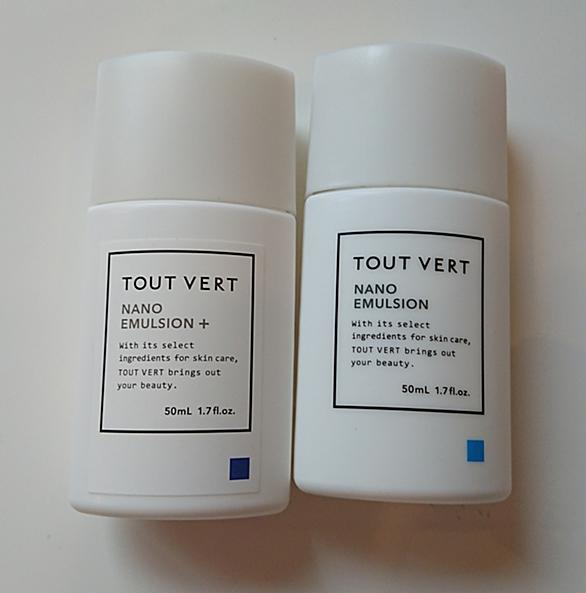 TOUT VERT
NANO
EMULSION +
With its select
ingredients for skin care,
TOUT VERT brings out
your beauty.
50mL 1.7fl.oz.
TOUT VERT
NANO
EMULSION
With its select
ingredients for skin care,
TOUT VERT brings out
your beauty.
50mL 1.7fl.oz.